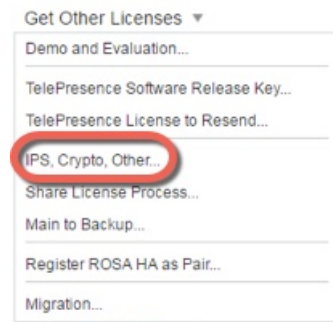 Get Other Licenses ▼
Demo and Evaluation...
TelePresence Software Release Key...
TelePresence License to Resend...
IPS, Crypto, Other...
Share License Process...
Main to Backup...
Register ROSA HA as Pair...
Migration...